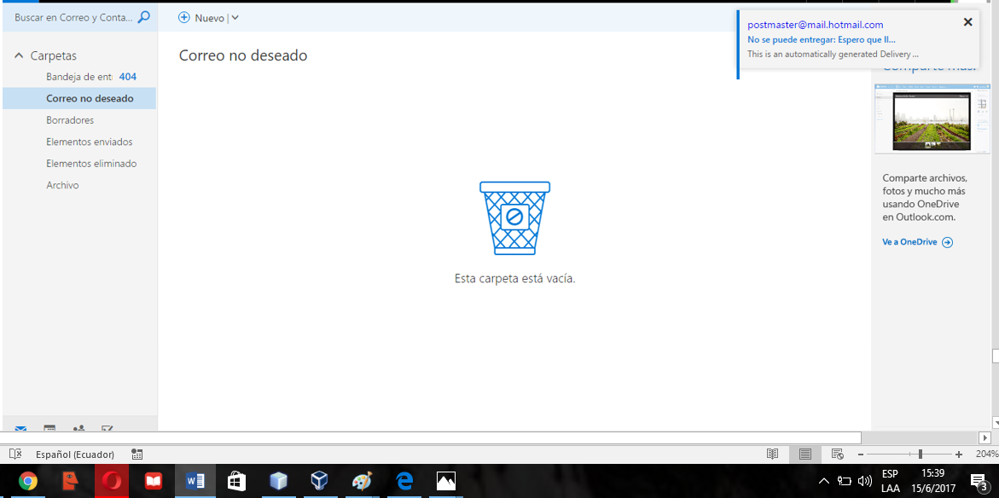 Buscar en Correo y Conta...
Nuevo
Carpetas
Bandeja de ent 404
Correo no deseado
Borradores
Elementos enviados
Elementos eliminado
Archivo
Correo no deseado
Esta carpeta está vacía.
postmaster@mail.hotmail.com
No se puede entregar: Espero que ll...
This is an automatically generated Delivery ...
Comparte más.
Comparte archivos,
fotos y mucho más
usando OneDrive
en Outlook.com.
Ve a OneDrive
Español (Ecuador)
204%
ESP
LAA
15:39
15/6/2017
3